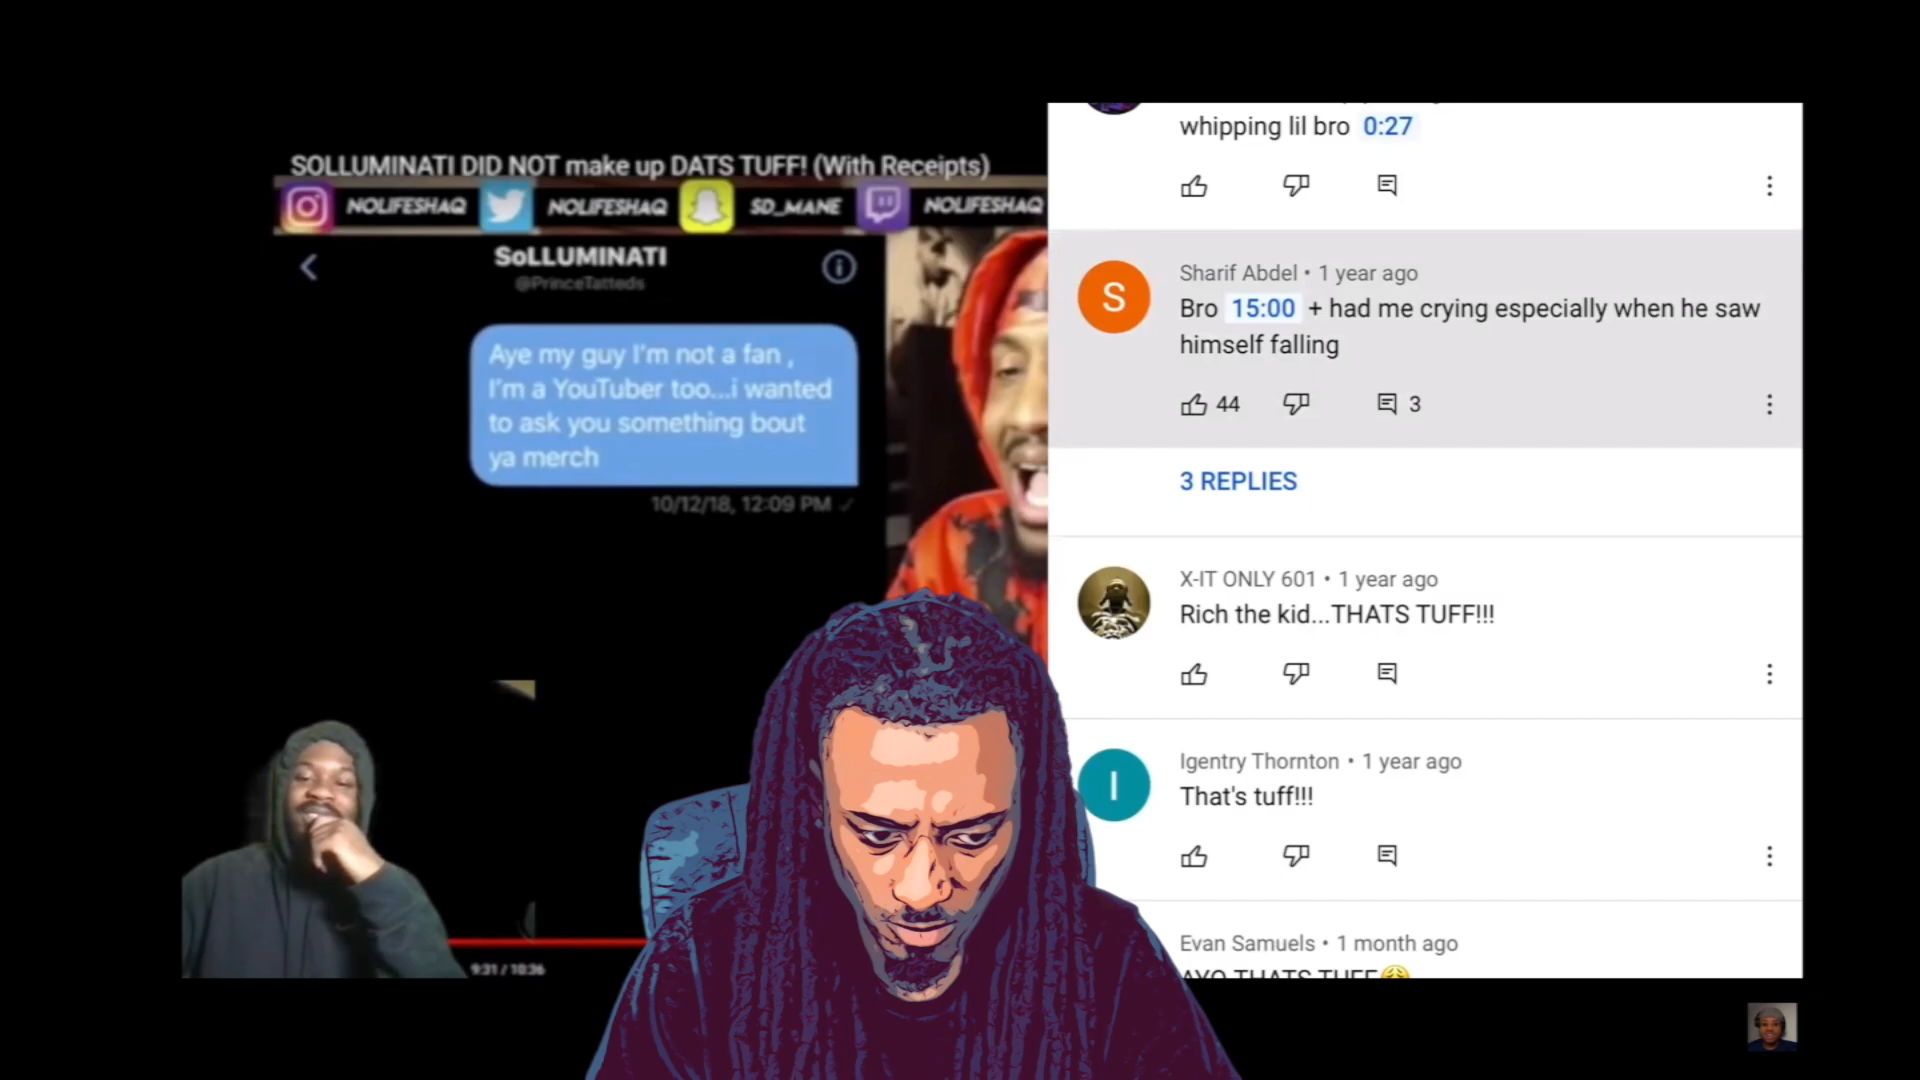 SOLLUMINATI DID NOT make up DATS TUFF! (With Receipts)
NOLIFESHAQ NOLIFESHAQ SD_MANE NOLIFESHAQ
SoLLUMINATI
@PrinceTatteds
Aye my guy I'm not a fan ,
I'm a YouTuber too...i wanted
to ask you something bout
ya merch
10/12/18, 12:09 PM
9:31 / 10:36
whipping lil bro 0:27
S
Sharif Abdel • 1 year ago
Bro 15:00 + had me crying especially when he saw
himself falling
44 3
3 REPLIES
X-IT ONLY 601 • 1 year ago
Rich the kid...THATS TUFF!!!
I
Igentry Thornton • 1 year ago
That's tuff!!!
Evan Samuels • 1 month ago
AYO THATS TUFF😩